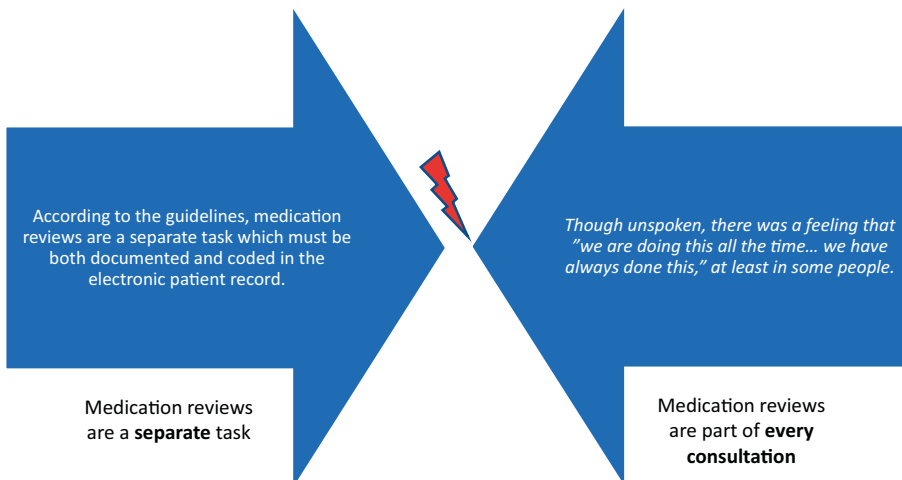 According to the guidelines, medication
reviews are a separate task which must be
both documented and coded in the
electronic patient record.
Though unspoken, there was a feeling that
”we are doing this all the time... we have
always done this,” at least in some people.
Medication reviews
are a separate task
Medication reviews
are part of every
consultation